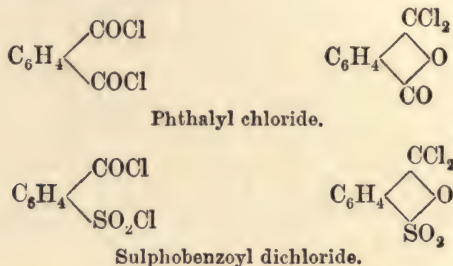 COCl CCl₂
C₆H₄ C₆H₄ O
COCl CO
Phthalyl chloride.
COCl CCl₂
C₆H₄ C₆H₄ O
SO₂Cl SO₂
Sulphobenzoyl dichloride.